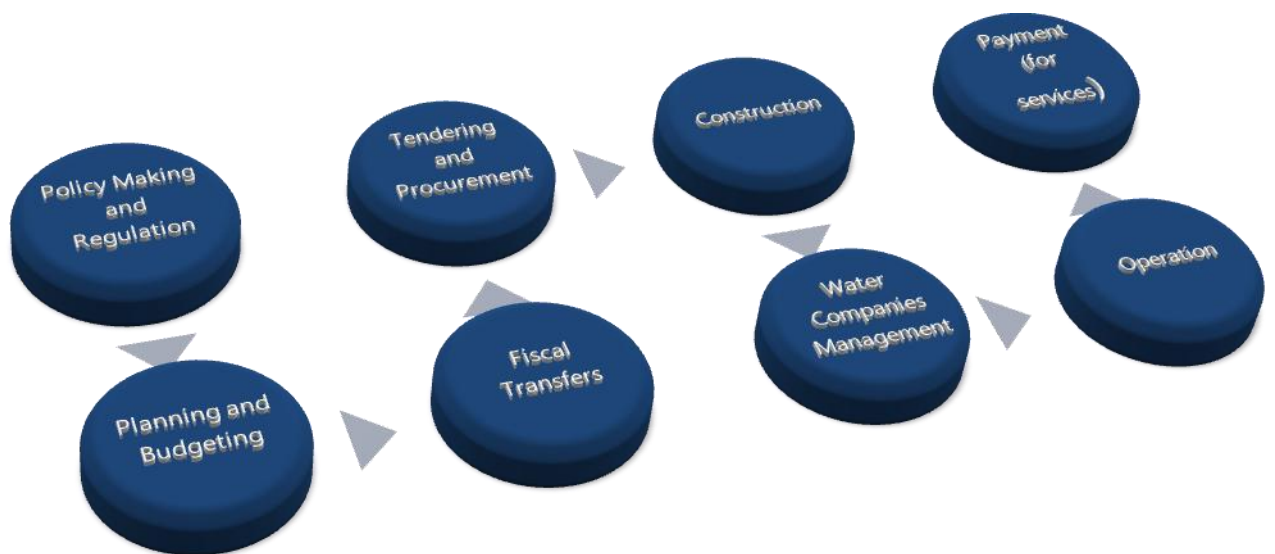 Policy Making
and
Regulation
Planning and
Budgeting
Fiscal
Transfers
Tendering
and
Procurement
Construction
Water
Companies
Management
Operation
Payment
(for
services)